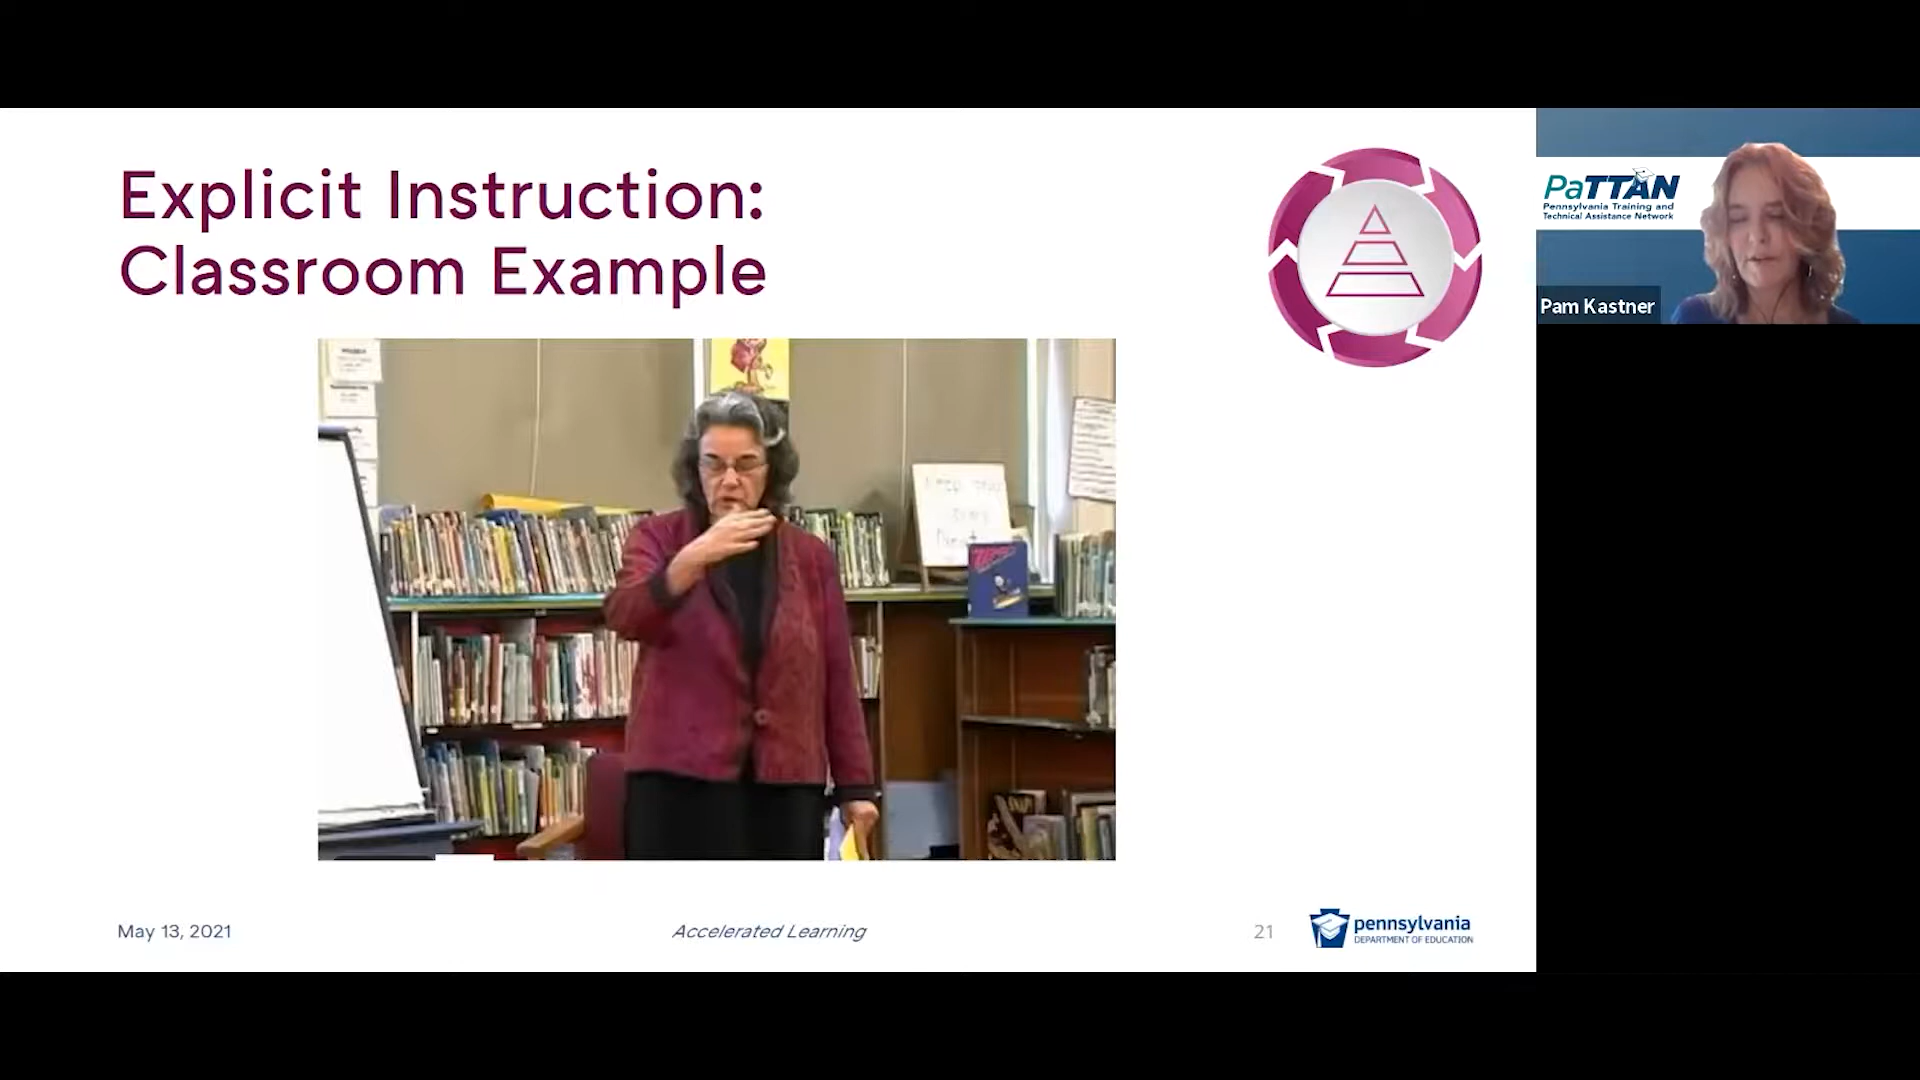 Explicit Instruction:
Classroom Example
PaTTAN
Pennsylvania Training and
Technical Assistance Network
Pam Kastner
May 13, 2021
Accelerated Learning
21
pennsylvania
DEPARTMENT OF EDUCATION